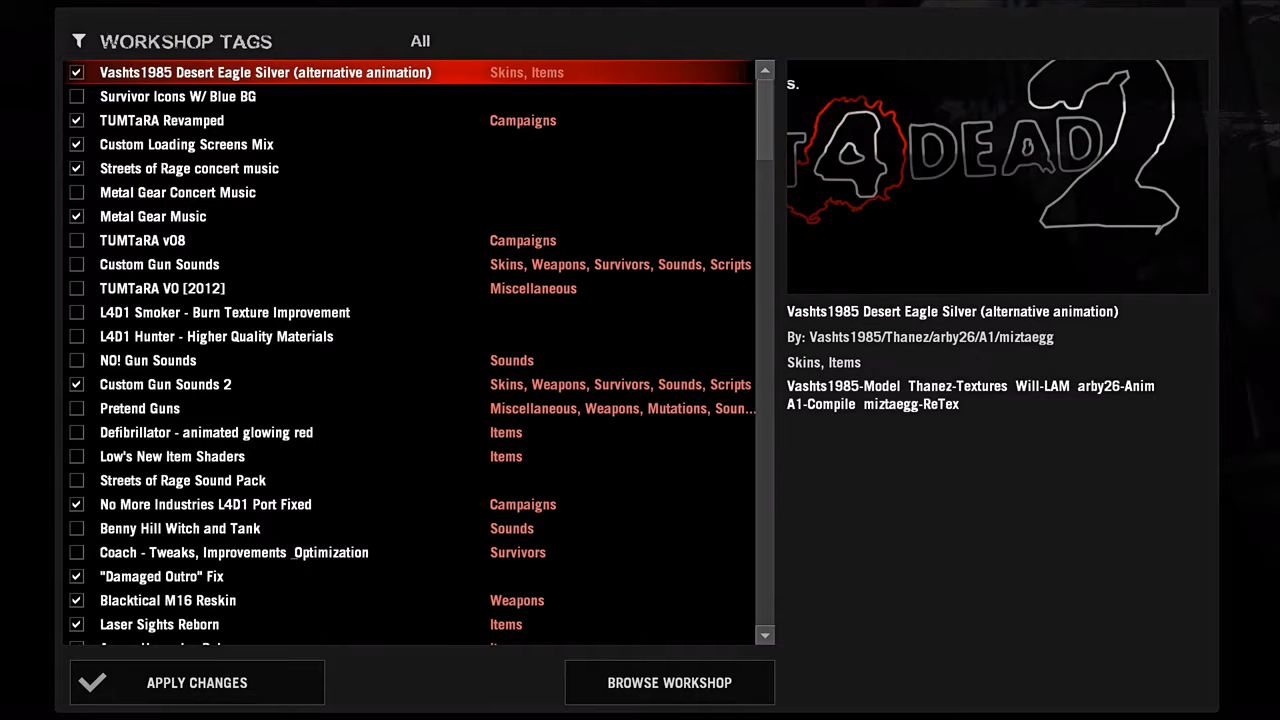 WORKSHOP TAGS All
Vashts1985 Desert Eagle Silver (alternative animation) Skins, Items
Survivor Icons W/ Blue BG
TUMTaRA Revamped Campaigns
Custom Loading Screens Mix
Streets of Rage concert music
Metal Gear Concert Music
Metal Gear Music
TUMTaRA v08 Campaigns
Custom Gun Sounds Skins, Weapons, Survivors, Sounds, Scripts
TUMTaRA V0 [2012] Miscellaneous
L4D1 Smoker - Burn Texture Improvement
L4D1 Hunter - Higher Quality Materials
NO! Gun Sounds Sounds
Custom Gun Sounds 2 Skins, Weapons, Survivors, Sounds, Scripts
Pretend Guns Miscellaneous, Weapons, Mutations, Soun...
Defibrillator - animated glowing red Items
Low's New Item Shaders Items
Streets of Rage Sound Pack
No More Industries L4D1 Port Fixed Campaigns
Benny Hill Witch and Tank Sounds
Coach - Tweaks, Improvements _Optimization Survivors
"Damaged Outro" Fix
Blacktical M16 Reskin Weapons
Laser Sights Reborn Items
APPLY CHANGES
BROWSE WORKSHOP
s.
T4DEAD2
Vashts1985 Desert Eagle Silver (alternative animation)
By: Vashts1985/Thanez/arby26/A1/miztaegg
Skins, Items
Vashts1985-Model Thanez-Textures Will-LAM arby26-Anim
A1-Compile miztaegg-ReTex